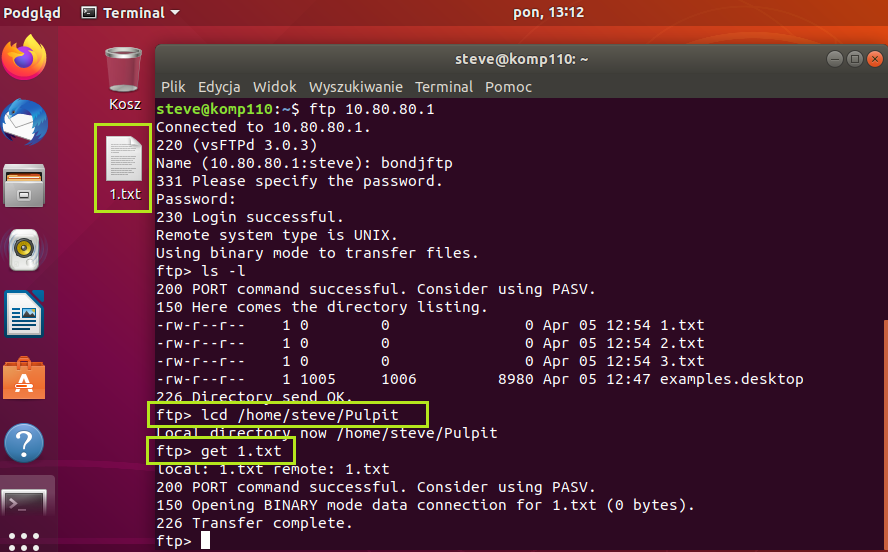 Podgląd Terminal pon, 13:12
steve@komp110: ~
Kosz
1.txt
Plik Edycja Widok Wyszukiwanie Terminal Pomoc
steve@komp110:~$ ftp 10.80.80.1
Connected to 10.80.80.1.
220 (vsFTPd 3.0.3)
Name (10.80.80.1:steve): bondjftp
331 Please specify the password.
Password:
230 Login successful.
Remote system type is UNIX.
Using binary mode to transfer files.
ftp> ls -l
200 PORT command successful. Consider using PASV.
150 Here comes the directory listing.
-rw-r--r-- 1 0 0 0 Apr 05 12:54 1.txt
-rw-r--r-- 1 0 0 0 Apr 05 12:54 2.txt
-rw-r--r-- 1 0 0 0 Apr 05 12:54 3.txt
-rw-r--r-- 1 1005 1006 8980 Apr 05 12:47 examples.desktop
226 Directory send OK.
ftp> lcd /home/steve/Pulpit
Local directory now /home/steve/Pulpit
ftp> get 1.txt
local: 1.txt remote: 1.txt
200 PORT command successful. Consider using PASV.
150 Opening BINARY mode data connection for 1.txt (0 bytes).
226 Transfer complete.
ftp>